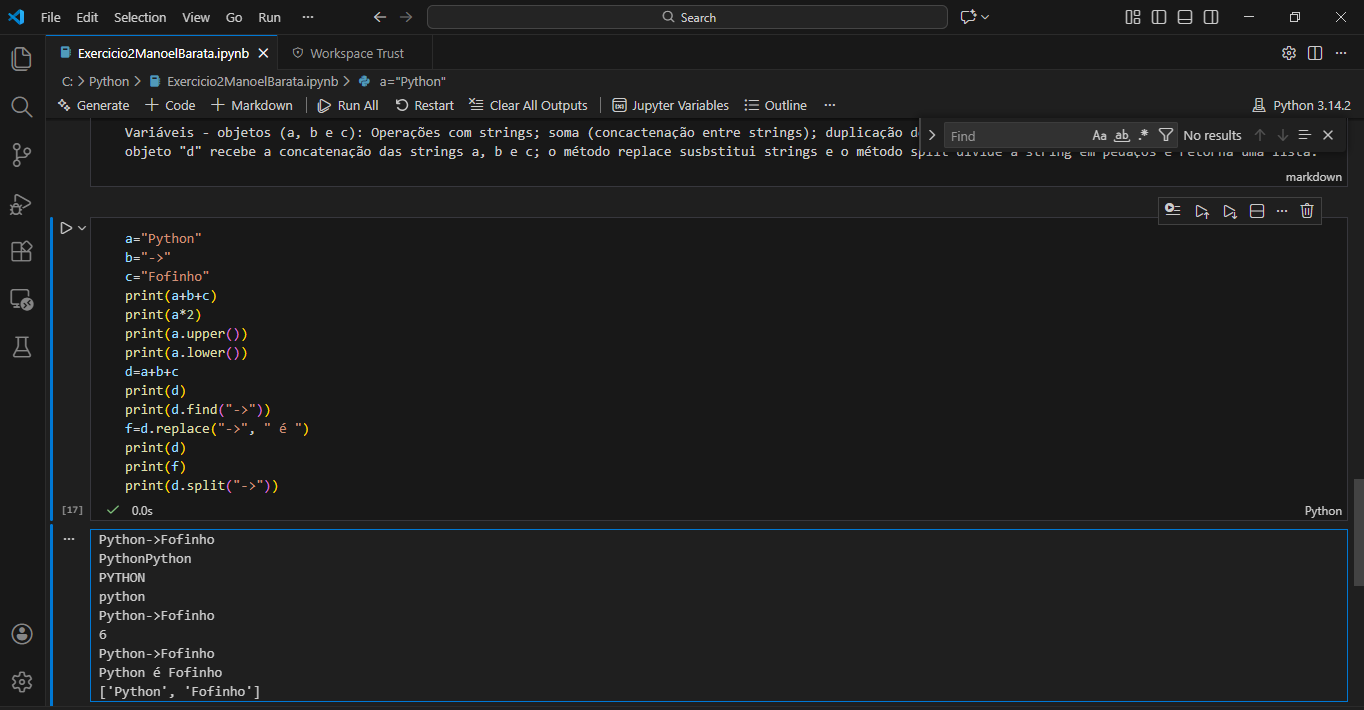 File Edit Selection View Go Run ··· Search
Exercicio2ManoelBarata.ipynb Workspace Trust
C: > Python > Exercicio2ManoelBarata.ipynb > a="Python"
Generate + Code + Markdown Run All Restart Clear All Outputs Jupyter Variables Outline ··· Python 3.14.2
Find Aa ab .* No results
Variáveis - objetos (a, b e c): Operações com strings; soma (concactenação entre strings); duplicação
objeto "d" recebe a concatenação das strings a, b e c; o método replace susbstitui strings e o método split divide a string em pedaços e retorna uma lista.
markdown
a="Python"
b="->"
c="Fofinho"
print(a+b+c)
print(a*2)
print(a.upper())
print(a.lower())
d=a+b+c
print(d)
print(d.find("->"))
f=d.replace("->", " é ")
print(d)
print(f)
print(d.split("->"))
[17] 0.0s Python
Python->Fofinho
PythonPython
PYTHON
python
Python->Fofinho
6
Python->Fofinho
Python é Fofinho
['Python', 'Fofinho']